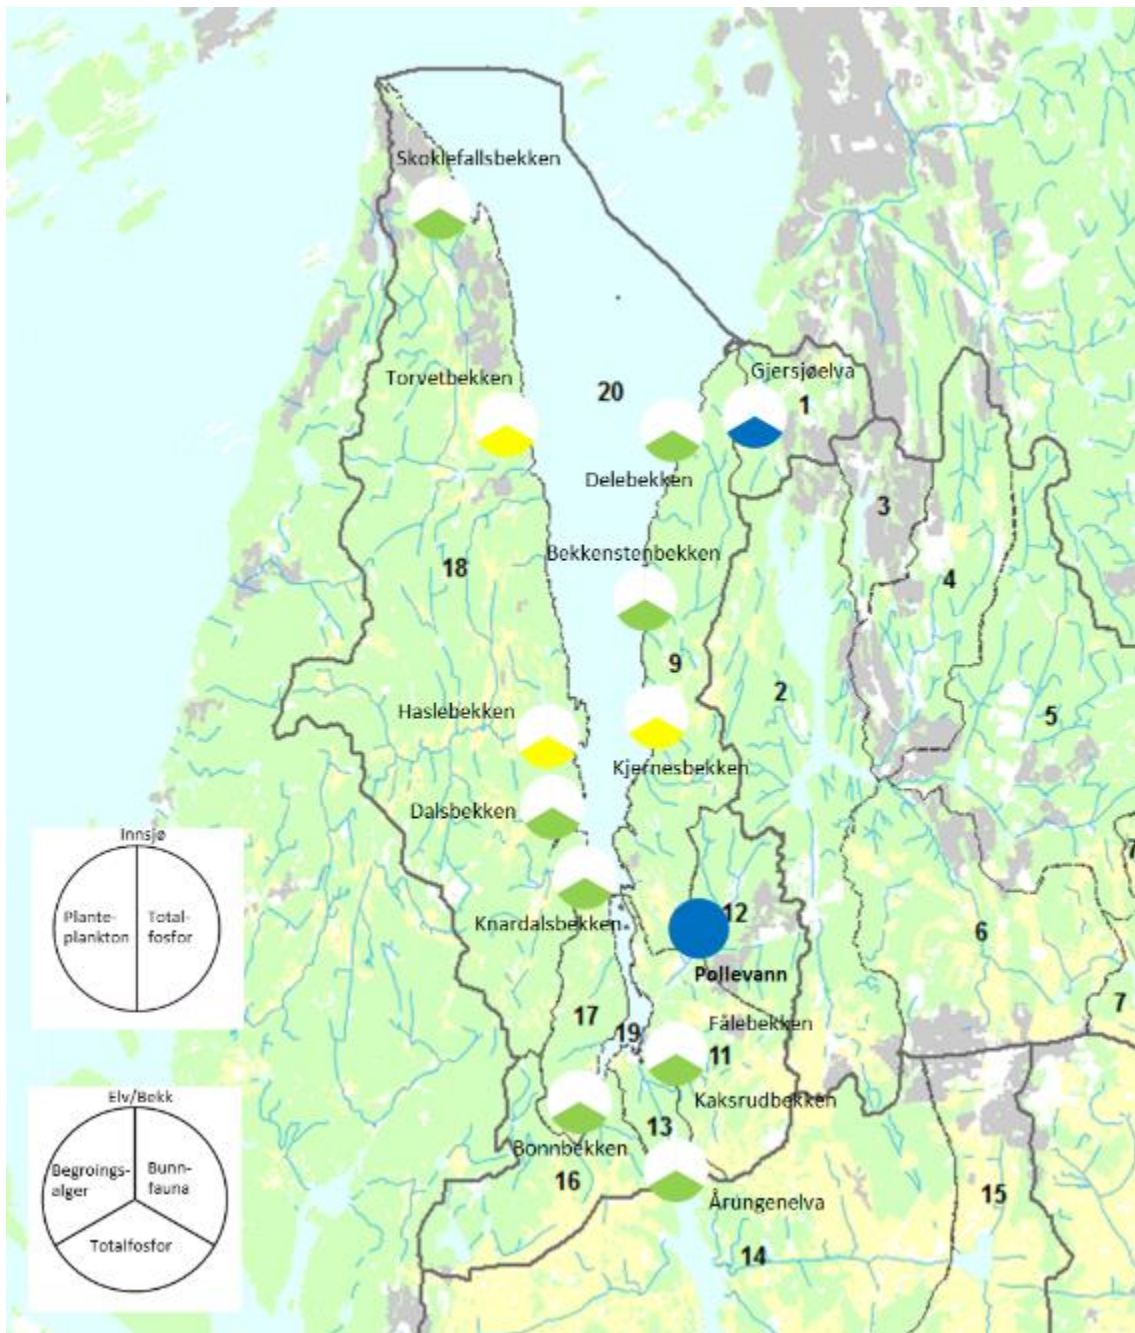 Skoklefallsbekken
Gjersjøelva
Torvetbekken
20
1
Delebekken
3
Bekkenstenbekken
18
4
9
2
5
Haslebekken
Kjernesbekken
Dalsbekken
Innsjø
Plante-
plankton
Total-
fosfor
7
12
Knardalsbekken
6
Pollevann
7
17
19
Fålebekken
11
Kaksrudbekken
Elv/Bekk
Begroings-
alger
Bunn-
fauna
Totalfosfor
13
Bonnbekken
16
15
Årungenelva
14